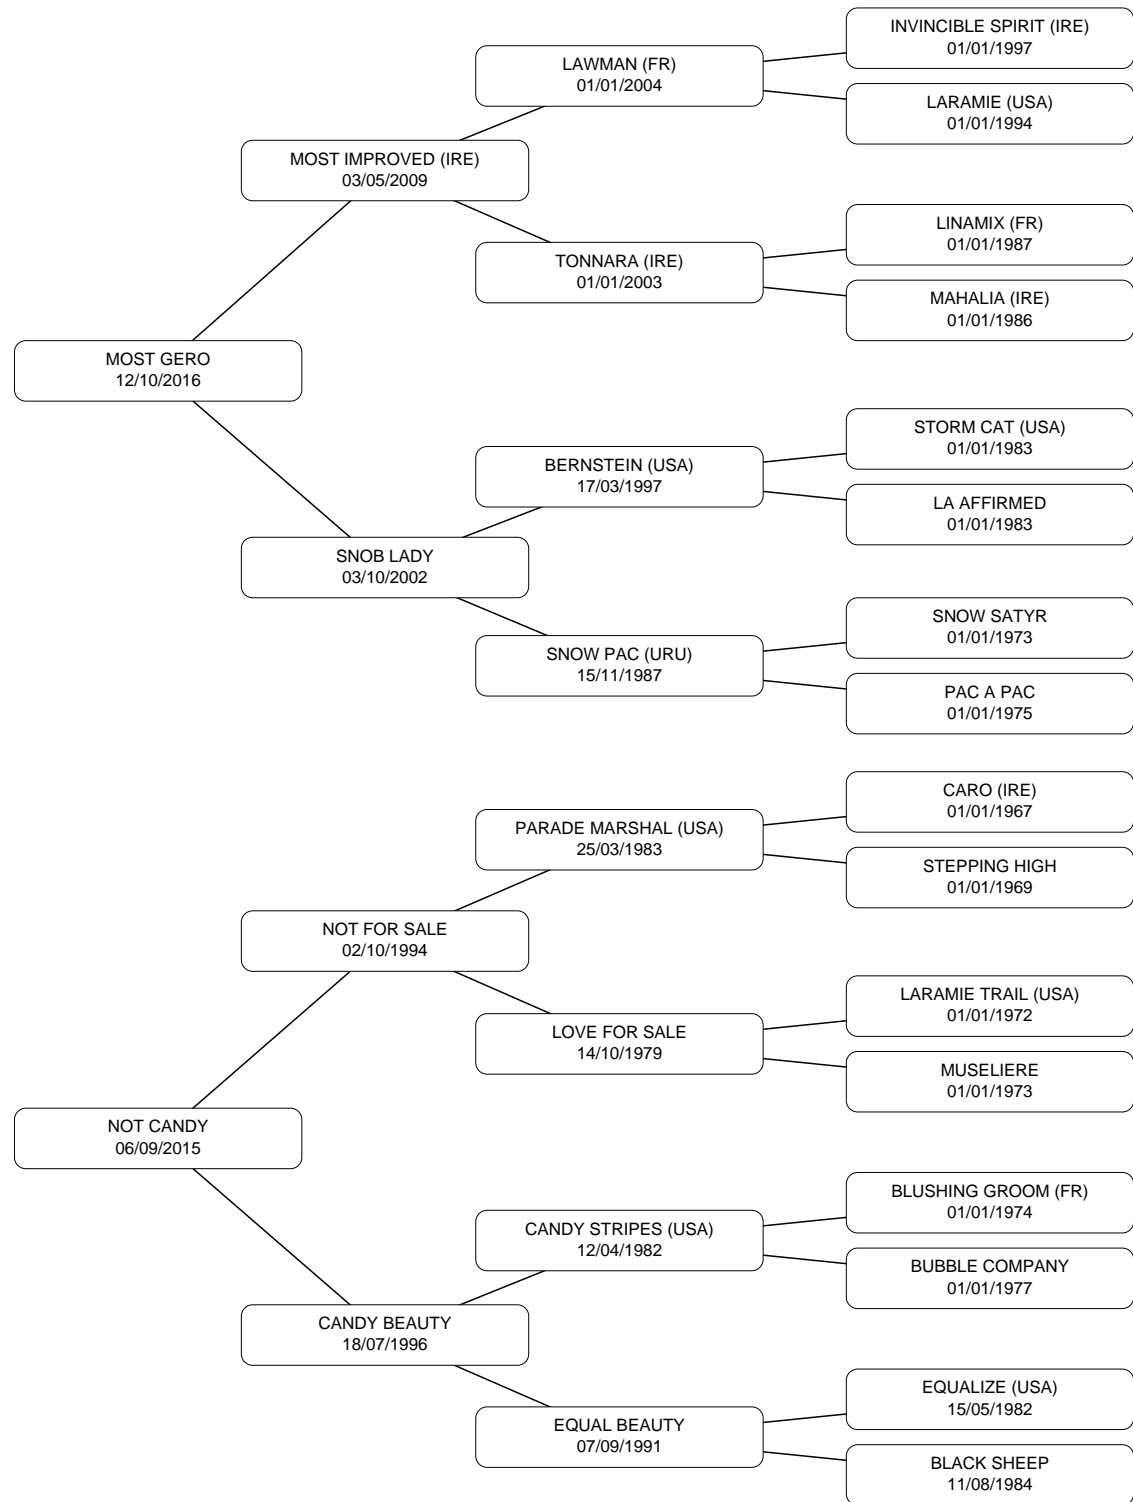 INVINCIBLE SPIRIT (IRE)
01/01/1997
LAWMAN (FR)
01/01/2004
LARAMIE (USA)
01/01/1994
MOST IMPROVED (IRE)
03/05/2009
LINAMIX (FR)
01/01/1987
TONNARA (IRE)
01/01/2003
MAHALIA (IRE)
01/01/1986
MOST GERO
12/10/2016
STORM CAT (USA)
01/01/1983
BERNSTEIN (USA)
17/03/1997
LA AFFIRMED
01/01/1983
SNOB LADY
03/10/2002
SNOW SATYR
01/01/1973
SNOW PAC (URU)
15/11/1987
PAC A PAC
01/01/1975
CARO (IRE)
01/01/1967
PARADE MARSHAL (USA)
25/03/1983
STEPPING HIGH
01/01/1969
NOT FOR SALE
02/10/1994
LARAMIE TRAIL (USA)
01/01/1972
LOVE FOR SALE
14/10/1979
MUSELIERE
01/01/1973
NOT CANDY
06/09/2015
BLUSHING GROOM (FR)
01/01/1974
CANDY STRIPES (USA)
12/04/1982
BUBBLE COMPANY
01/01/1977
CANDY BEAUTY
18/07/1996
EQUALIZE (USA)
15/05/1982
EQUAL BEAUTY
07/09/1991
BLACK SHEEP
11/08/1984